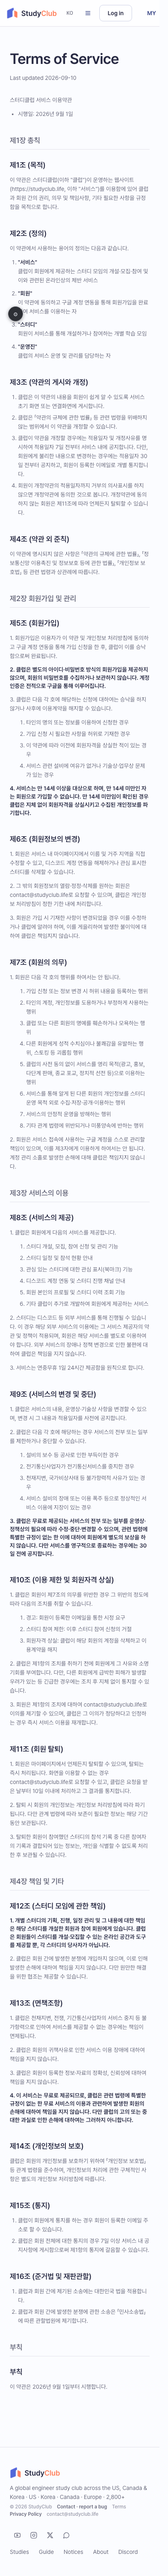 StudyClub
KO
Log in
MY
Terms of Service
Last updated 2026-09-10
스터디클럽 서비스 이용약관
• 시행일: 2026년 9월 1일
제1장 총칙
제1조 (목적)
이 약관은 스터디클럽(이하 "클럽")이 운영하는 웹사이트
(https://studyclub.life, 이하 "서비스")를 이용함에 있어 클럽
과 회원 간의 권리, 의무 및 책임사항, 기타 필요한 사항을 규정
함을 목적으로 합니다.
제2조 (정의)
이 약관에서 사용하는 용어의 정의는 다음과 같습니다.
1. "서비스"
클럽이 회원에게 제공하는 스터디 모임의 개설·모집·참여 및
이와 관련된 온라인상의 제반 서비스
2. "회원"
이 약관에 동의하고 구글 계정 연동을 통해 회원가입을 완료
하여 서비스를 이용하는 자
3. "스터디"
회원이 서비스를 통해 개설하거나 참여하는 개별 학습 모임
4. "운영진"
클럽의 서비스 운영 및 관리를 담당하는 자
제3조 (약관의 게시와 개정)
1. 클럽은 이 약관의 내용을 회원이 쉽게 알 수 있도록 서비스
초기 화면 또는 연결화면에 게시합니다.
2. 클럽은 「약관의 규제에 관한 법률」 등 관련 법령을 위배하지
않는 범위에서 이 약관을 개정할 수 있습니다.
3. 클럽이 약관을 개정할 경우에는 적용일자 및 개정사유를 명
시하여 적용일자 7일 전부터 서비스 내에 공지합니다. 다만,
회원에게 불리한 내용으로 변경하는 경우에는 적용일자 30
일 전부터 공지하고, 회원이 등록한 이메일로 개별 통지합니
다.
4. 회원이 개정약관의 적용일자까지 거부의 의사표시를 하지
않으면 개정약관에 동의한 것으로 봅니다. 개정약관에 동의
하지 않는 회원은 제11조에 따라 언제든지 탈퇴할 수 있습니
다.
제4조 (약관 외 준칙)
이 약관에 명시되지 않은 사항은 「약관의 규제에 관한 법률」, 「정
보통신망 이용촉진 및 정보보호 등에 관한 법률」, 「개인정보 보
호법」 등 관련 법령의 규정에 따릅니다.
제2장 회원가입 및 관리
제5조 (회원가입)
1. 회원가입은 이용자가 이 약관 및 개인정보 처리방침에 동의하
고 구글 계정 연동을 통해 가입 신청을 한 후, 클럽이 이를 승낙
함으로써 완료됩니다.
2. 클럽은 별도의 아이디·비밀번호 방식의 회원가입을 제공하지
않으며, 회원의 비밀번호를 수집하거나 보관하지 않습니다. 계정
인증은 전적으로 구글을 통해 이루어집니다.
3. 클럽은 다음 각 호에 해당하는 신청에 대하여는 승낙을 하지
않거나 사후에 이용계약을 해지할 수 있습니다.
1. 타인의 명의 또는 정보를 이용하여 신청한 경우
2. 가입 신청 시 필요한 사항을 허위로 기재한 경우
3. 이 약관에 따라 이전에 회원자격을 상실한 적이 있는 경
우
4. 서비스 관련 설비에 여유가 없거나 기술상·업무상 문제
가 있는 경우
4. 서비스는 만 14세 이상을 대상으로 하며, 만 14세 미만인 자
는 회원으로 가입할 수 없습니다. 만 14세 미만임이 확인된 경우
클럽은 지체 없이 회원자격을 상실시키고 수집된 개인정보를 파
기합니다.
제6조 (회원정보의 변경)
1. 회원은 서비스 내 마이페이지에서 이름 및 거주 지역을 직접
수정할 수 있고, 디스코드 계정 연동을 해제하거나 관심 표시한
스터디를 삭제할 수 있습니다.
2. 그 밖의 회원정보의 열람·정정·삭제를 원하는 회원은
contact@studyclub.life로 요청할 수 있으며, 클럽은 개인정
보 처리방침이 정한 기한 내에 처리합니다.
3. 회원은 가입 시 기재한 사항이 변경되었을 경우 이를 수정하
거나 클럽에 알려야 하며, 이를 게을리하여 발생한 불이익에 대
하여 클럽은 책임지지 않습니다.
제7조 (회원의 의무)
1. 회원은 다음 각 호의 행위를 하여서는 안 됩니다.
1. 가입 신청 또는 정보 변경 시 허위 내용을 등록하는 행위
2. 타인의 계정, 개인정보를 도용하거나 부정하게 사용하는
행위
3. 클럽 또는 다른 회원의 명예를 훼손하거나 모욕하는 행
위
4. 다른 회원에게 성적 수치심이나 불쾌감을 유발하는 행
위, 스토킹 등 괴롭힘 행위
5. 클럽의 사전 동의 없이 서비스를 영리 목적(광고, 홍보,
다단계 판매, 종교 포교, 정치적 선전 등)으로 이용하는
행위
6. 서비스를 통해 알게 된 다른 회원의 개인정보를 스터디
운영 목적 외로 수집·저장·공개·이용하는 행위
7. 서비스의 안정적 운영을 방해하는 행위
8. 기타 관계 법령에 위반되거나 미풍양속에 반하는 행위
2. 회원은 서비스 접속에 사용하는 구글 계정을 스스로 관리할
책임이 있으며, 이를 제3자에게 이용하게 하여서는 안 됩니다.
계정 관리 소홀로 발생한 손해에 대해 클럽은 책임지지 않습니
다.
제3장 서비스의 이용
제8조 (서비스의 제공)
1. 클럽은 회원에게 다음의 서비스를 제공합니다.
1. 스터디 개설, 모집, 참여 신청 및 관리 기능
2. 스터디 일정 및 참석 현황 안내
3. 관심 있는 스터디에 대한 관심 표시(북마크) 기능
4. 디스코드 계정 연동 및 스터디 진행 채널 안내
5. 회원 본인의 프로필 및 스터디 이력 조회 기능
6. 기타 클럽이 추가로 개발하여 회원에게 제공하는 서비스
2. 스터디는 디스코드 등 외부 서비스를 통해 진행될 수 있습니
다. 이 경우 해당 외부 서비스의 이용에는 그 서비스 제공자의 약
관 및 정책이 적용되며, 회원은 해당 서비스를 별도로 이용해야
합니다. 외부 서비스의 장애나 정책 변경으로 인한 불편에 대하
여 클럽은 책임을 지지 않습니다.
3. 서비스는 연중무휴 1일 24시간 제공함을 원칙으로 합니다.
제9조 (서비스의 변경 및 중단)
1. 클럽은 서비스의 내용, 운영상·기술상 사항을 변경할 수 있으
며, 변경 시 그 내용과 적용일자를 사전에 공지합니다.
2. 클럽은 다음 각 호에 해당하는 경우 서비스의 전부 또는 일부
를 제한하거나 중단할 수 있습니다.
1. 설비의 보수 등 공사로 인한 부득이한 경우
2. 전기통신사업자가 전기통신서비스를 중지한 경우
3. 천재지변, 국가비상사태 등 불가항력적 사유가 있는 경
우
4. 서비스 설비의 장애 또는 이용 폭주 등으로 정상적인 서
비스 이용에 지장이 있는 경우
3. 클럽은 무료로 제공되는 서비스의 전부 또는 일부를 운영상·
정책상의 필요에 따라 수정·중단·변경할 수 있으며, 관련 법령에
특별한 규정이 없는 한 이에 대하여 회원에게 별도의 보상을 하
지 않습니다. 다만 서비스를 영구적으로 종료하는 경우에는 30
일 전에 공지합니다.
제10조 (이용 제한 및 회원자격 상실)
1. 클럽은 회원이 제7조의 의무를 위반한 경우 그 위반의 정도에
따라 다음의 조치를 취할 수 있습니다.
1. 경고: 회원이 등록한 이메일을 통한 시정 요구
2. 스터디 참여 제한: 이후 스터디 참여 신청의 거절
3. 회원자격 상실: 클럽이 해당 회원의 계정을 삭제하고 이
용계약을 해지
2. 클럽은 제1항의 조치를 취하기 전에 회원에게 그 사유와 소명
기회를 부여합니다. 다만, 다른 회원에게 급박한 피해가 발생할
우려가 있는 등 긴급한 경우에는 조치 후 지체 없이 통지할 수 있
습니다.
3. 회원은 제1항의 조치에 대하여 contact@studyclub.life로
이의를 제기할 수 있으며, 클럽은 그 이의가 정당하다고 인정하
는 경우 즉시 서비스 이용을 재개합니다.
제11조 (회원 탈퇴)
1. 회원은 마이페이지에서 언제든지 탈퇴할 수 있으며, 탈퇴는
즉시 처리됩니다. 화면을 이용할 수 없는 경우
contact@studyclub.life로 요청할 수 있고, 클럽은 요청을 받
은 날부터 10일 이내에 처리하고 그 결과를 통지합니다.
2. 탈퇴 시 회원의 개인정보는 개인정보 처리방침에 따라 파기
됩니다. 다만 관계 법령에 따라 보존이 필요한 정보는 해당 기간
동안 보관됩니다.
3. 탈퇴한 회원이 참여했던 스터디의 참석 기록 중 다른 참여자
의 기록과 결합되어 있는 정보는, 개인을 식별할 수 없도록 처리
한 후 보관될 수 있습니다.
제4장 책임 및 기타
제12조 (스터디 모임에 관한 책임)
1. 개별 스터디의 기획, 진행, 일정 관리 및 그 내용에 대한 책임
은 해당 스터디를 개설한 회원과 참여 회원에게 있습니다. 클럽
은 회원들이 스터디를 개설·모집할 수 있는 온라인 공간과 도구
를 제공할 뿐, 각 스터디의 당사자가 아닙니다.
2. 클럽은 회원 간에 발생한 분쟁에 개입하지 않으며, 이로 인해
발생한 손해에 대하여 책임을 지지 않습니다. 다만 원만한 해결
을 위한 협조는 제공할 수 있습니다.
제13조 (면책조항)
1. 클럽은 천재지변, 전쟁, 기간통신사업자의 서비스 중지 등 불
가항력으로 인하여 서비스를 제공할 수 없는 경우에는 책임이
면제됩니다.
2. 클럽은 회원의 귀책사유로 인한 서비스 이용 장애에 대하여
책임을 지지 않습니다.
3. 클럽은 회원이 등록한 정보·자료의 정확성, 신뢰성에 대하여
책임을 지지 않습니다.
4. 이 서비스는 무료로 제공되므로, 클럽은 관련 법령에 특별한
규정이 없는 한 무료 서비스의 이용과 관련하여 발생한 회원의
손해에 대하여 책임을 지지 않습니다. 다만 클럽의 고의 또는 중
대한 과실로 인한 손해에 대하여는 그러하지 아니합니다.
제14조 (개인정보의 보호)
클럽은 회원의 개인정보를 보호하기 위하여 「개인정보 보호법」
등 관계 법령을 준수하며, 개인정보의 처리에 관한 구체적인 사
항은 별도의 개인정보 처리방침에 따릅니다.
제15조 (통지)
1. 클럽이 회원에게 통지를 하는 경우 회원이 등록한 이메일 주
소로 할 수 있습니다.
2. 클럽은 회원 전체에 대한 통지의 경우 7일 이상 서비스 내 공
지사항에 게시함으로써 제1항의 통지에 갈음할 수 있습니다.
제16조 (준거법 및 재판관할)
1. 클럽과 회원 간에 제기된 소송에는 대한민국 법을 적용합니
다.
2. 클럽과 회원 간에 발생한 분쟁에 관한 소송은 「민사소송법」
에 따른 관할법원에 제기합니다.
부칙
부칙
이 약관은 2026년 9월 1일부터 시행합니다.
StudyClub
A global engineer study club across the US, Canada &
Korea · US · Korea · Canada · Europe · 2,800+
© 2026 StudyClub Contact · report a bug Terms
Privacy Policy contact@studyclub.life
Studies Guide Notices About Discord